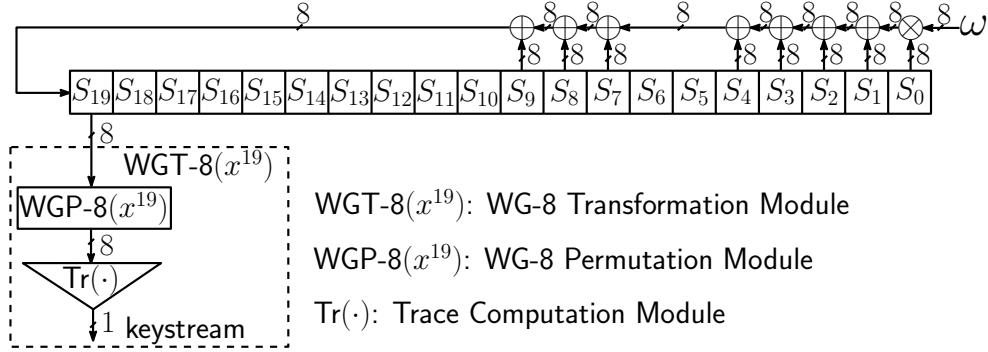 8 8 8 8 8 8 8 8 8 8 ω
8 8 8 8 8 8 8 8
S₁₉ S₁₈ S₁₇ S₁₆ S₁₅ S₁₄ S₁₃ S₁₂ S₁₁ S₁₀ S₉ S₈ S₇ S₆ S₅ S₄ S₃ S₂ S₁ S₀
8
WGT-8(x¹⁹)
WGP-8(x¹⁹)
8
Tr(·)
1 keystream
WGT-8(x¹⁹): WG-8 Transformation Module
WGP-8(x¹⁹): WG-8 Permutation Module
Tr(·): Trace Computation Module